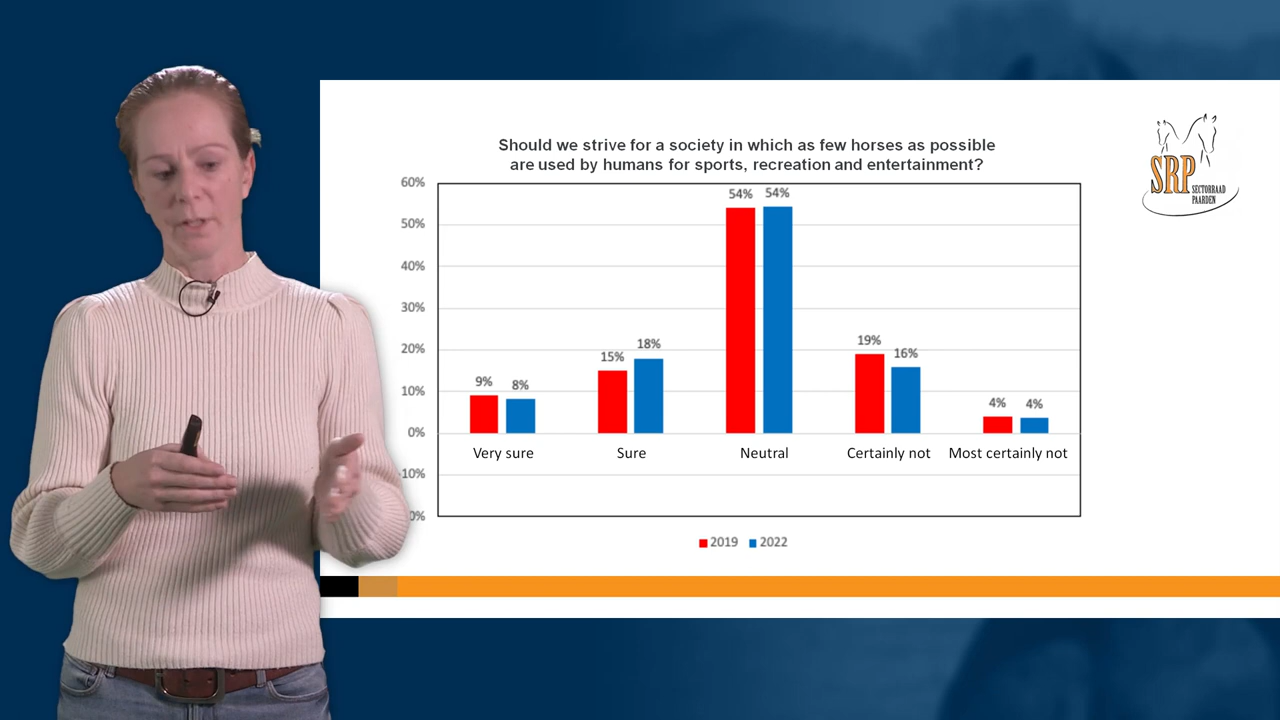 Should we strive for a society in which as few horses as possible
are used by humans for sports, recreation and entertainment?
SRP
SECTORRAAD
PAARDEN
60%
50%
40%
30%
20%
10%
0%
10%
0%
9%
8%
15%
18%
54%
54%
19%
16%
4%
4%
Very sure
Sure
Neutral
Certainly not
Most certainly not
2019
2022